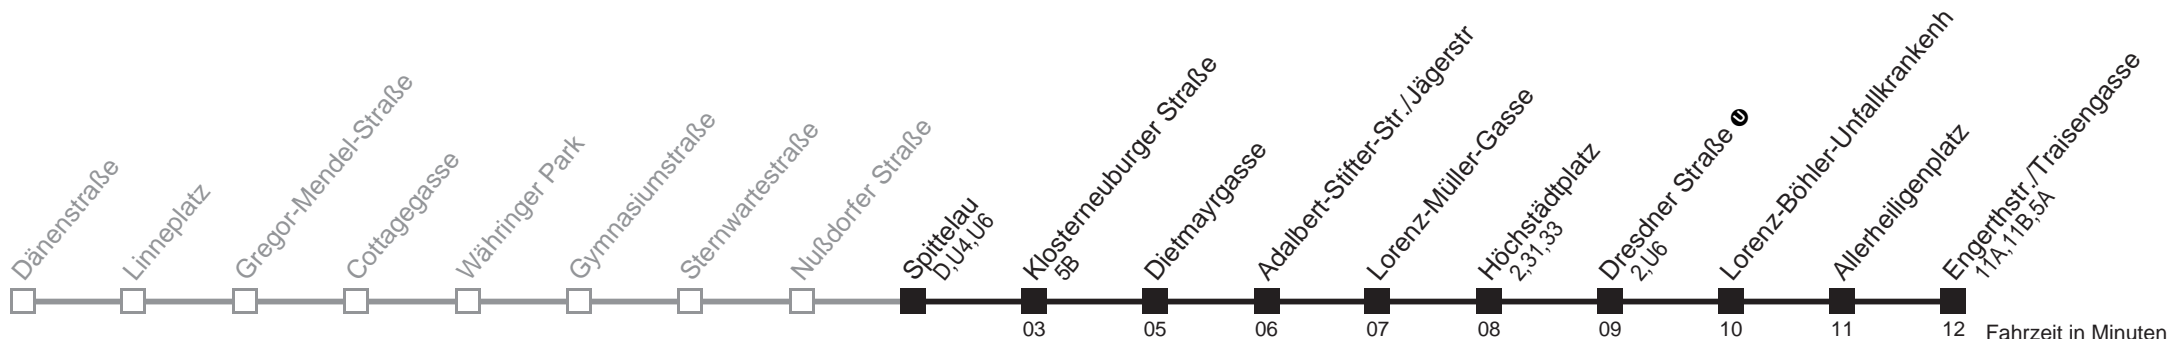 Dänenstraße
Linneplatz
Gregor-Mendel-Straße
Cottagegasse
Währinger Park
Gymnasiumstraße
Sternwartestraße
Nußdorfer Straße
Spittelau
D,U4,U6
Klosterneuburger Straße
5B
Dietmayrgasse
Adalbert-Stifter-Str./Jägerstr
Lorenz-Müller-Gasse
Höchstädtplatz
2,31,33
Dresdner Straße U
2,U6
Lorenz-Böhler-Unfallkrankenh
Allerheiligenplatz
Engerthstr./Traisengasse
11A,11B,5A
03 05 06 07 08 09 10 11 12 Fahrzeit in Minuten